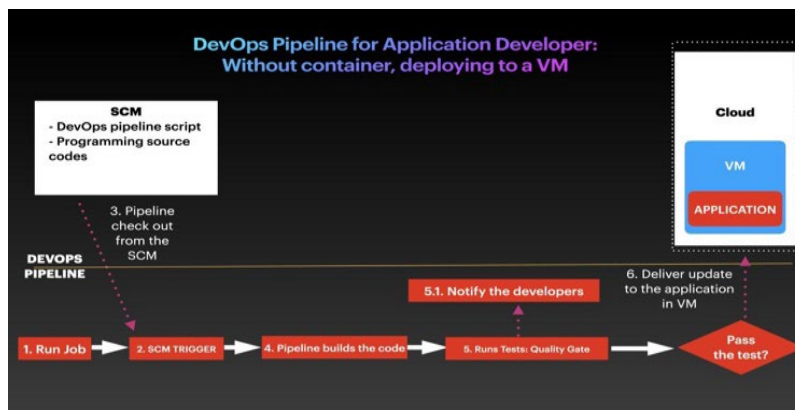 DevOps Pipeline for Application Developer:
Without container, deploying to a VM
SCM
- DevOps pipeline script
- Programming source
codes
Cloud
VM
APPLICATION
3. Pipeline
check out
from the
SCM
DEVOPS
PIPELINE
5.1. Notify the developers
6. Deliver update
to the application
in VM
1. Run Job
2. SCM TRIGGER
4. Pipeline builds the code
5. Runs Tests: Quality Gate
Pass
the test?